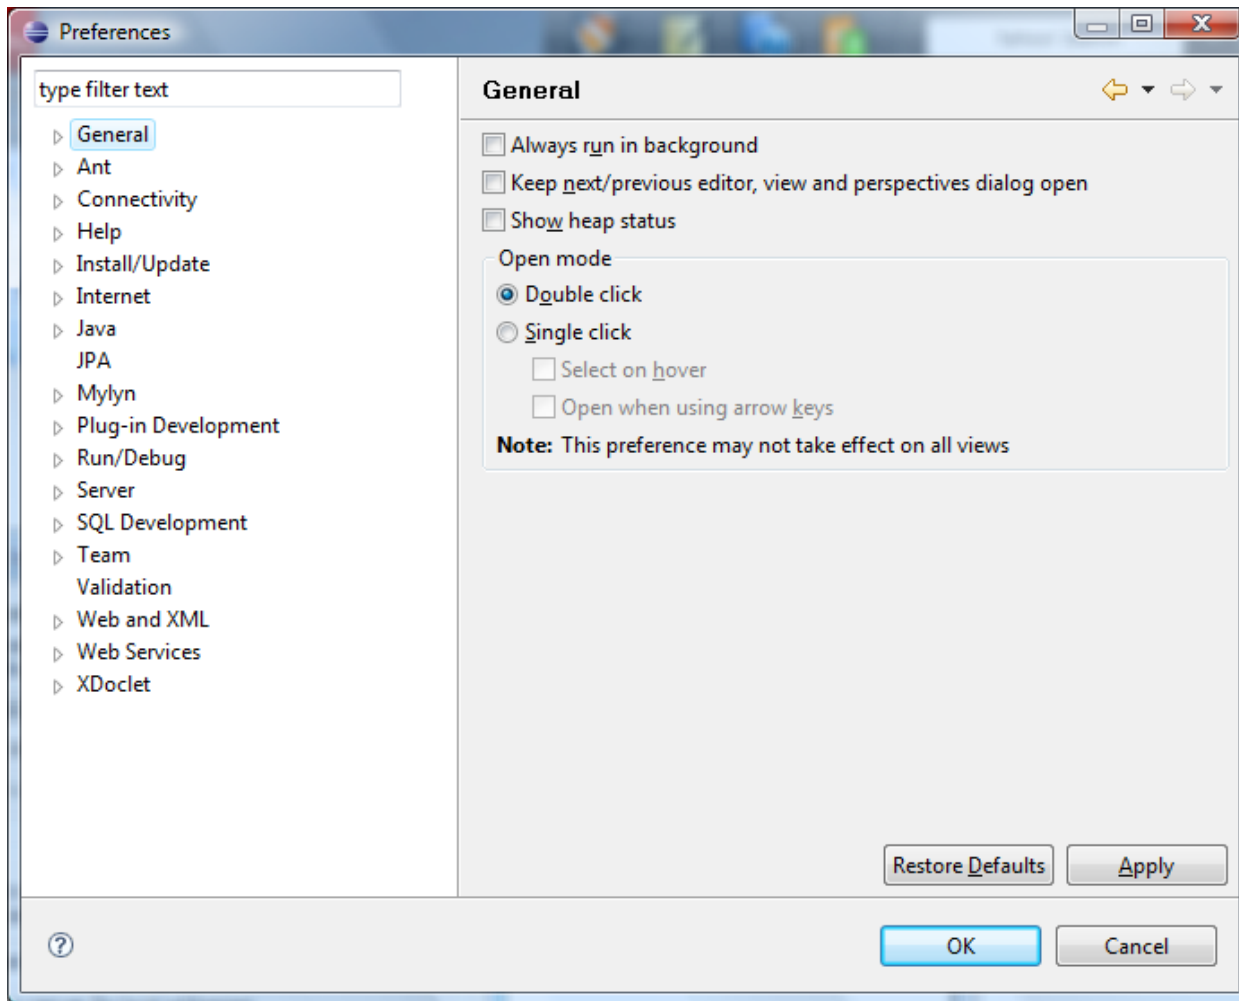 Preferences
type filter text
General
Ant
Connectivity
Help
Install/Update
Internet
Java
JPA
Mylyn
Plug-in Development
Run/Debug
Server
SQL Development
Team
Validation
Web and XML
Web Services
XDoclet
General
Always run in background
Keep next/previous editor, view and perspectives dialog open
Show heap status
Open mode
Double click
Single click
Select on hover
Open when using arrow keys
Note: This preference may not take effect on all views
Restore Defaults Apply
OK Cancel